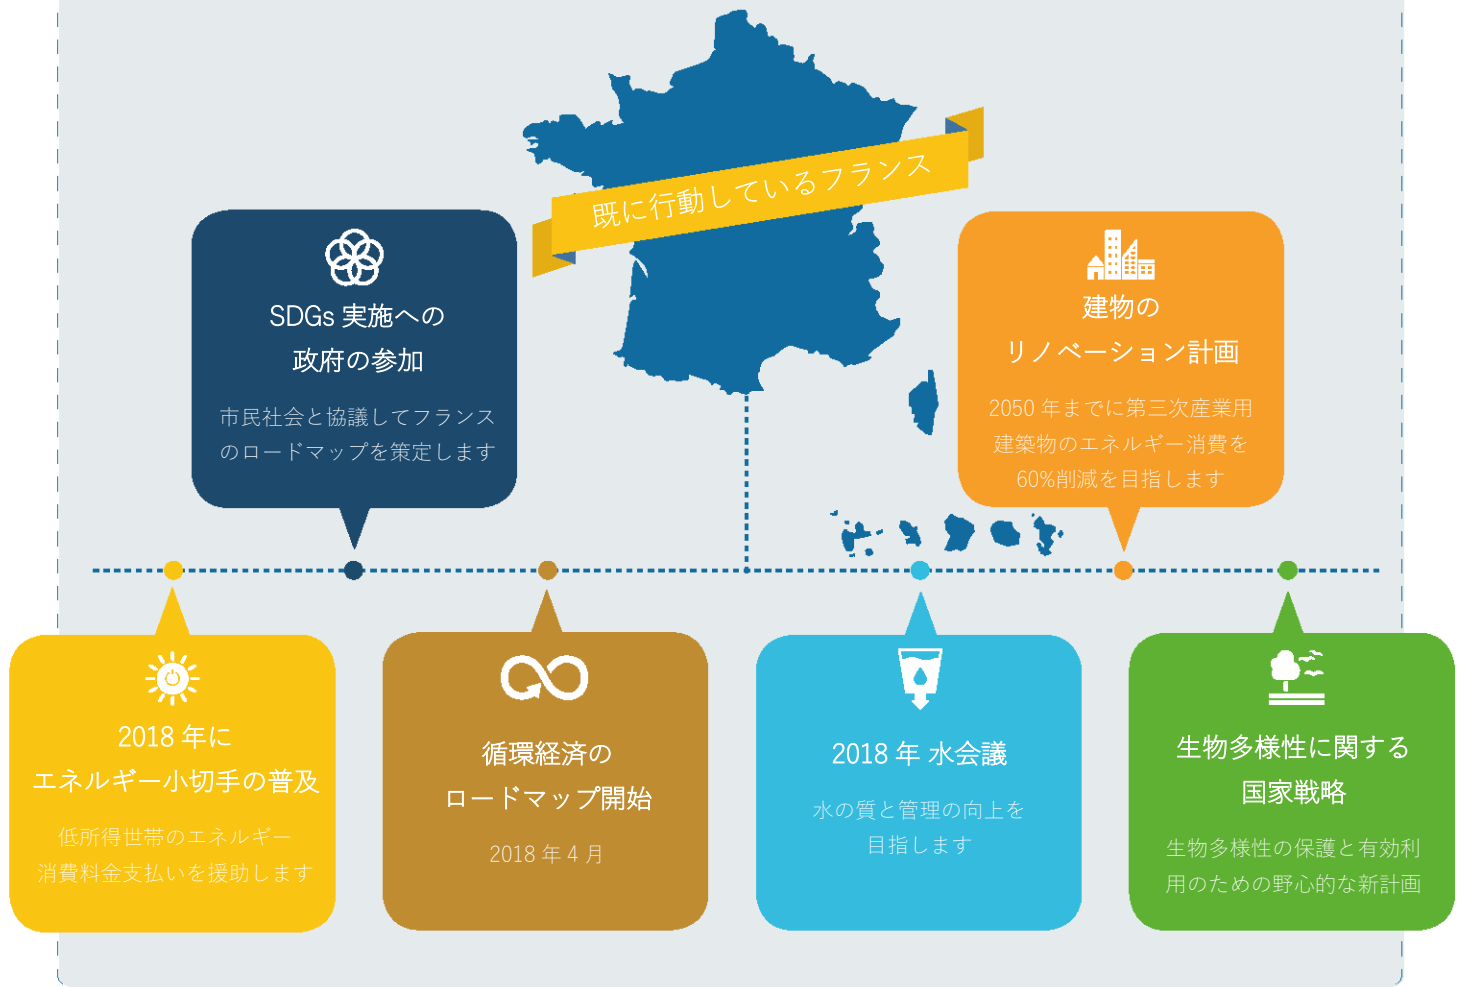 既に行動しているフランス
SDGs 実施への
政府の参加
市民社会と協議してフランス
のロードマップを策定します
建物の
リノベーション計画
2050 年までに第三次産業用
建築物のエネルギー消費を
60%削減を目指します
2018 年に
エネルギー小切手の普及
低所得世帯のエネルギー
消費料金支払いを援助します
循環経済の
ロードマップ開始
2018 年 4 月
2018 年 水会議
水の質と管理の向上を
目指します
生物多様性に関する
国家戦略
生物多様性の保護と有効利
用のための野心的な新計画